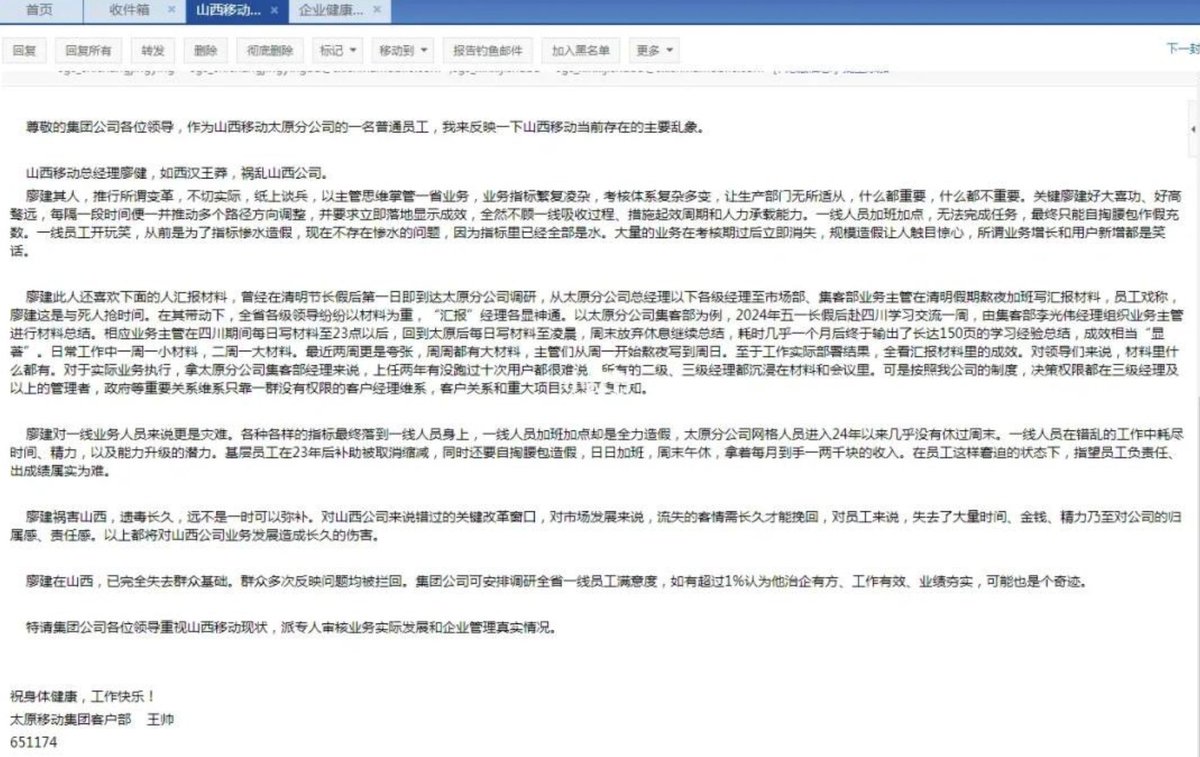 首页 收件箱 × 山西移动... × 企业健康... ×
回复 回复所有 转发 删除 彻底删除 标记 移动到 报告钓鱼邮件 加入黑名单 更多 下一封
尊敬的集团公司各位领导，作为山西移动太原分公司的一名普通员工，我来反映一下山西移动当前存在的主要乱象。
山西移动总经理廖健，如西汉王莽，祸乱山西公司。
廖建其人，推行所谓变革，不切实际，纸上谈兵，以主管思维掌管一省业务，业务指标繁复凌杂，考核体系复杂多变，让生产部门无所适从，什么都重要，什么都不重要。关键廖建好大喜功、好高
骛远，每隔一段时间便一并推动多个路径方向调整，并要求立即落地显示成效，全然不顾一线吸收过程、措施起效周期和人力承载能力。一线人员加班加点，无法完成任务，最终只能自掏腰包作假充
数。一线员工开玩笑，从前是为了指标惨水造假，现在不存在惨水的问题，因为指标里已经全部是水。大量的业务在考核期过后立即消失，规模造假让人触目惊心，所谓业务增长和用户新增都是笑
话。
廖建此人还喜欢下面的人汇报材料，曾经在清明节长假后第一日即到达太原分公司调研，从太原分公司总经理以下各级经理至市场部、集客部业务主管在清明假期熬夜加班写汇报材料，员工戏称，
廖建这是与死人抢时间。在其带动下，全省各级领导纷纷以材料为重，“汇报”经理各显神通。以太原分公司集客部为例，2024年五一长假后赴四川学习交流一周，由集客部李光伟经理组织业务主管
进行材料总结。相应业务主管在四川期间每日写材料至23点以后，回到太原后每日写材料至凌晨，周末放弃休息继续总结，耗时几乎一个月后终于输出了长达150页的学习经验总结，成效相当“显
著”。日常工作中一周一小材料，二周一大材料。最近两周更是夸张，周周都有大材料，主管们从周一开始熬夜写到周日。至于工作实际部署结果，全看汇报材料里的成效。对领导们来说，材料里什
么都有。对于实际业务执行，拿太原分公司集客部经理来说，上任两年有没跑过十次用户都很难说，所有的二级、三级经理都沉浸在材料和会议里。可是按照我公司的制度，决策权限都在三级经理及
以上的管理者，政府等重要关系维系只靠一群没有权限的客户经理维系，客户关系和重大项目效果可想而知。
廖建对一线业务人员来说更是灾难。各种各样的指标最终落到一线人员身上，一线人员加班加点却是全力造假，太原分公司网格人员进入24年以来几乎没有休过周末。一线人员在错乱的工作中耗尽
时间、精力，以及能力升级的潜力。基层员工在23年后补助被取消缩减，同时还要自掏腰包造假，日日加班，周末午休，拿着每月到手一两千块的收入。在员工这样窘迫的状态下，指望员工负责任、
出成绩属实为难。
廖建祸害山西，遗毒长久，远不是一时可以弥补。对山西公司来说错过的关键改革窗口，对市场发展来说，流失的客情需长久才能挽回，对员工来说，失去了大量时间、金钱、精力乃至对公司的归
属感、责任感。以上都将对山西公司业务发展造成长久的伤害。
廖建在山西，已完全失去群众基础。群众多次反映问题均被拦回。集团公司可安排调研全省一线员工满意度，如有超过1%认为他治企有方、工作有效、业绩夯实，可能也是个奇迹。
特请集团公司各位领导重视山西移动现状，派专人审核业务实际发展和企业管理真实情况。
祝身体健康，工作快乐！
太原移动集团客户部 王帅
651174